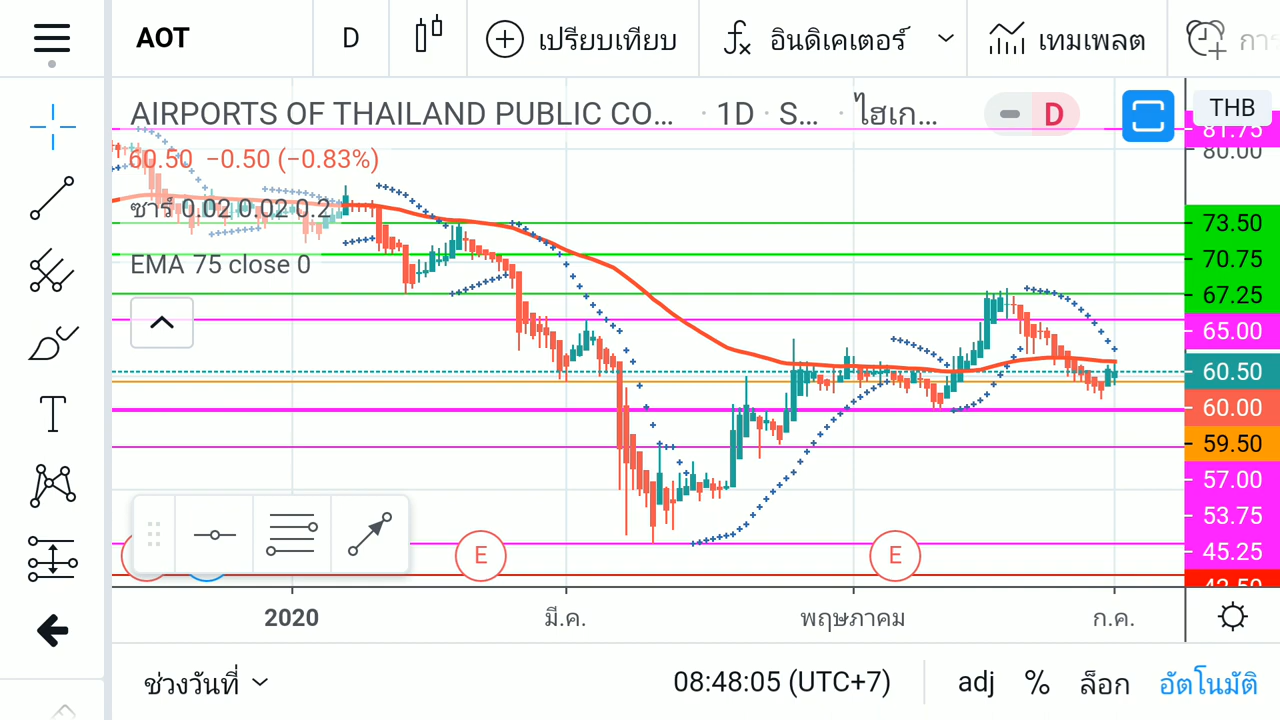 AOT
D
เปรียบเทียบ
อินดิเคเตอร์
เทมเพลต
AIRPORTS OF THAILAND PUBLIC CO... · 1D · S... · ไฮเก...
D
THB
60.50 −0.50 (−0.83%)
ซาร์ 0.02 0.02 0.2
EMA 75 close 0
81.75
80.00
73.50
70.75
67.25
65.00
60.50
60.00
59.50
57.00
53.75
45.25
42.50
E
E
2020
มี.ค.
พฤษภาคม
ก.ค.
ช่วงวันที่
08:48:05 (UTC+7)
adj
%
ล็อก
อัตโนมัติ